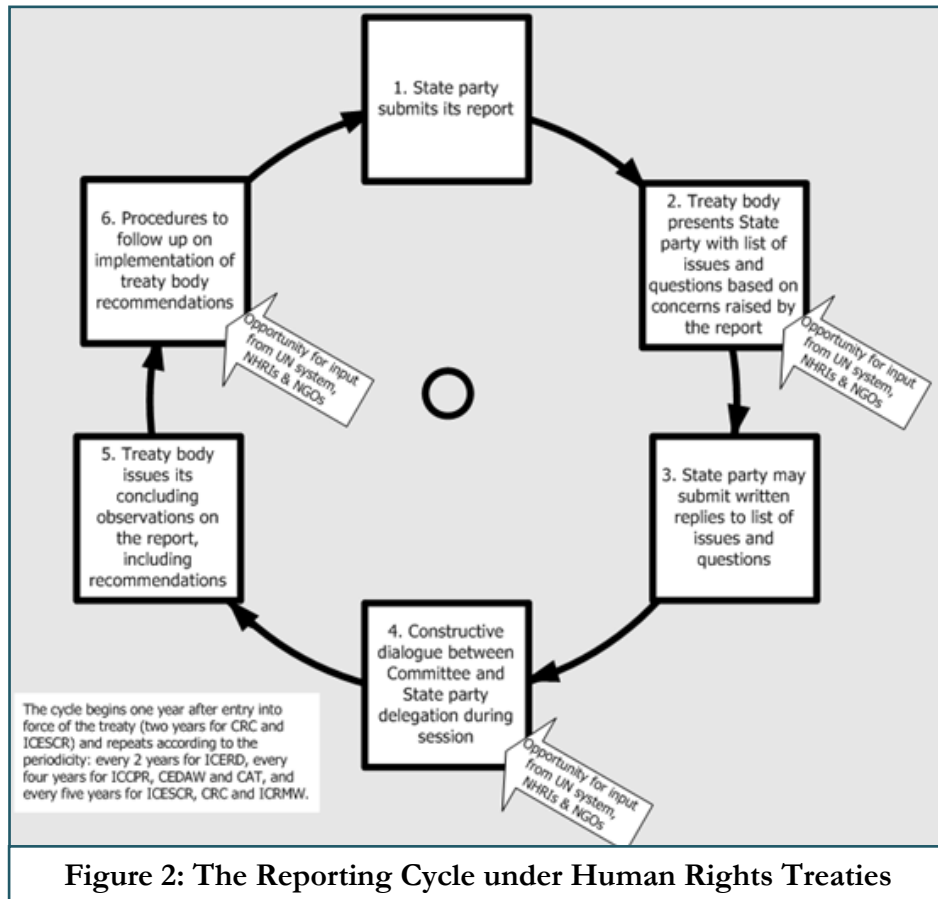 1. State party
submits its report
2. Treaty body
presents State
party with list of
issues and
questions based on
concerns raised by
the report
Opportunity for input
from UN system,
NHRIs & NGOs
3. State party may
submit written
replies to list of
issues and
questions
4. Constructive
dialogue between
Committee and
State party
delegation during
session
Opportunity for input
from UN system,
NHRIs & NGOs
5. Treaty body
issues its
concluding
observations on
the report,
including
recommendations
6. Procedures to
follow up on
implementation of
treaty body
recommendations
Opportunity for input
from UN system,
NHRIs & NGOs
The cycle begins one year after entry into
force of the treaty (two years for CRC and
ICESCR) and repeats according to the
periodicity: every 2 years for ICERD, every
four years for ICCPR, CEDAW and CAT, and
every five years for ICESCR, CRC and ICRMW.
Figure 2: The Reporting Cycle under Human Rights Treaties